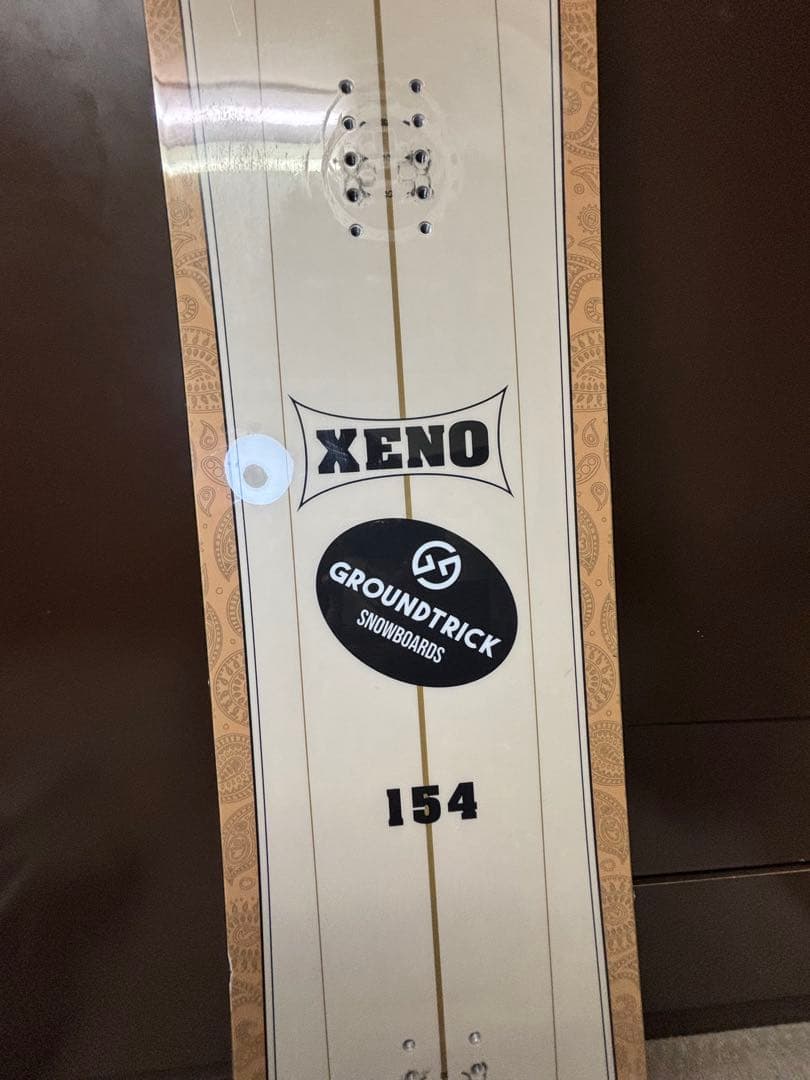 XENO
GROUNDTRICK
SNOWBOARDS
154